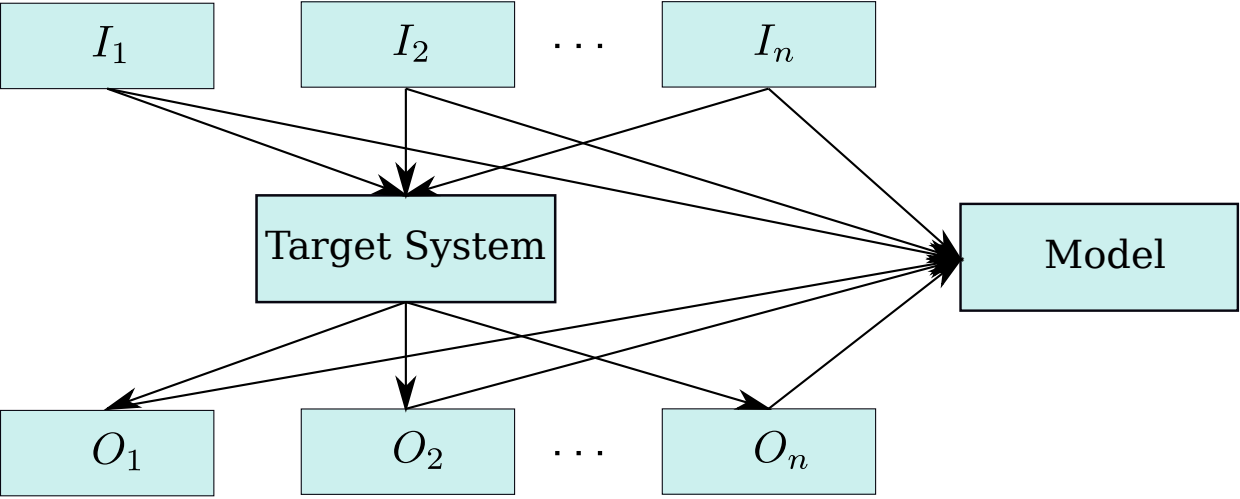 I₁ I₂ ··· Iₙ
Target System
Model
O₁ O₂ ··· Oₙ